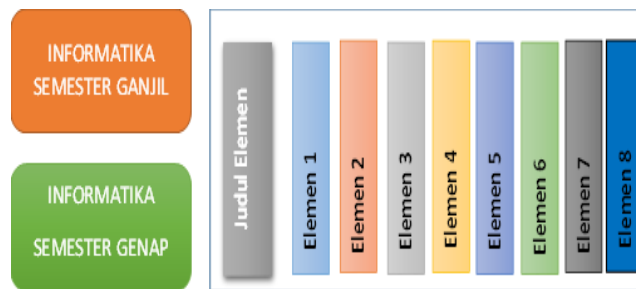 INFORMATIKA
SEMESTER GANJIL
INFORMATIKA
SEMESTER GENAP
Judul Elemen
Elemen 1
Elemen 2
Elemen 3
Elemen 4
Elemen 5
Elemen 6
Elemen 7
Elemen 8